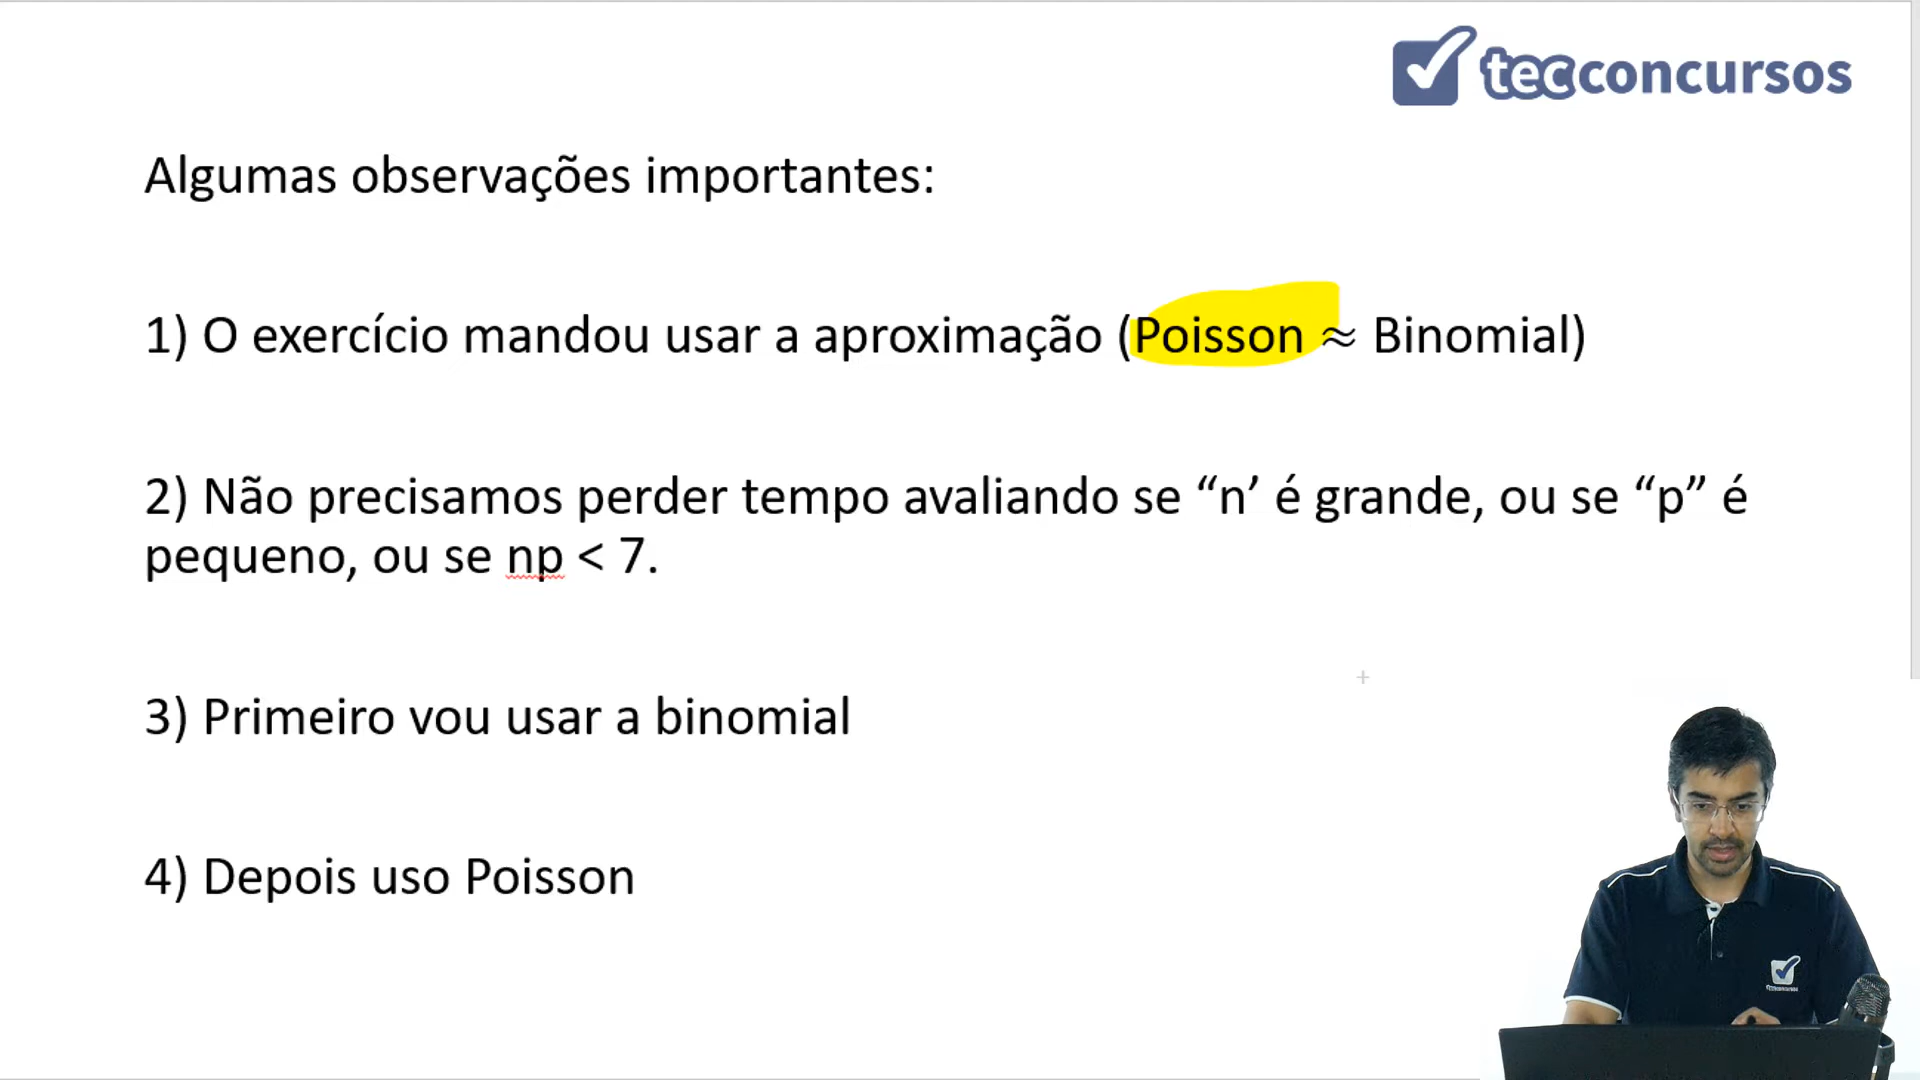 tecconcursos
Algumas observações importantes:
1) O exercício mandou usar a aproximação (Poisson ≈ Binomial)
2) Não precisamos perder tempo avaliando se “n’ é grande, ou se “p” é
pequeno, ou se np < 7.
3) Primeiro vou usar a binomial
4) Depois uso Poisson